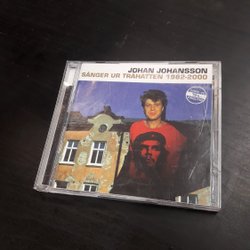 JOHAN JOHANSSON
SÅNGER UR TRÄHATTEN 1982-2000